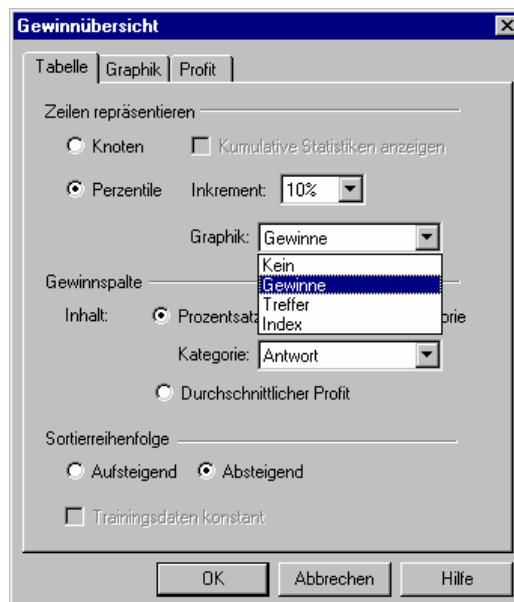 Gewinnübersicht
Tabelle Graphik Profit
Zeilen repräsentieren
Knoten Kumulative Statistiken anzeigen
Perzentile Inkrement: 10%
Graphik: Gewinne
Kein
Gewinne
Treffer
Index
Gewinnspalte
Inhalt: Prozentsatz orie
Kategorie: Antwort
Durchschnittlicher Profit
Sortierreihenfolge
Aufsteigend Absteigend
Trainingsdaten konstant
OK Abbrechen Hilfe